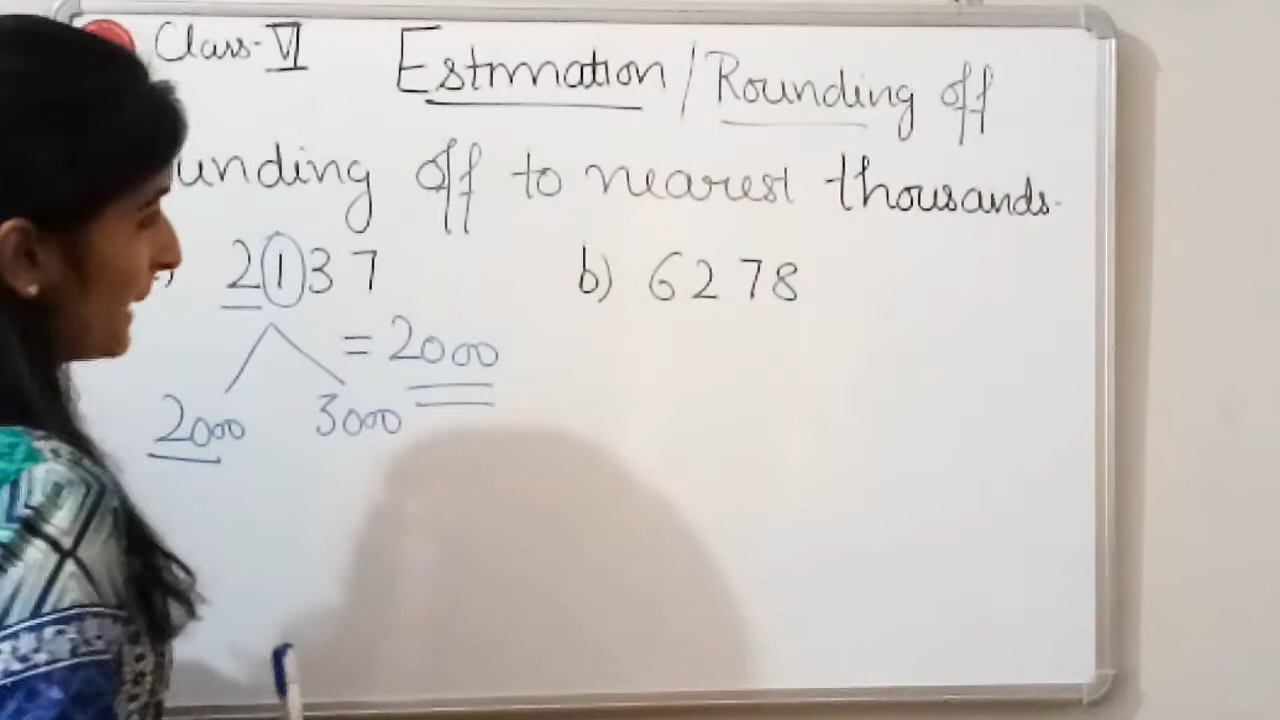 Class-VI Estimation / Rounding off
unding off to nearest thousands.
2137 b) 6278
= 2000
2000 3000